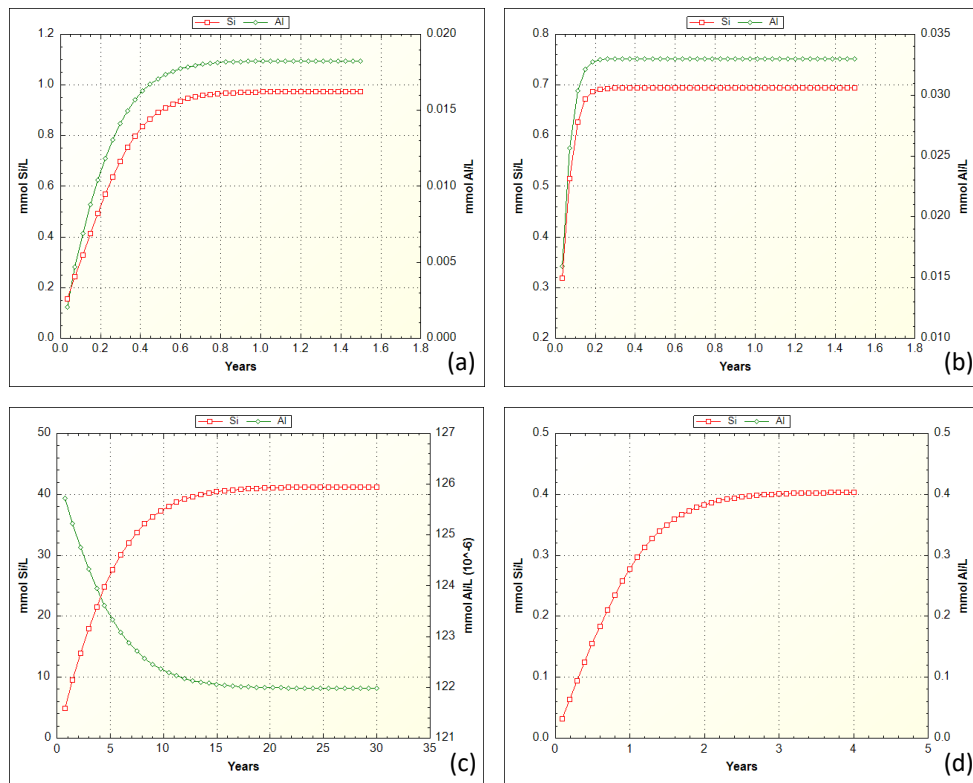 Si Al
1.2
1.0
0.8
0.6
0.4
0.2
0.0
mmol Si/L
0.020
0.015
0.010
0.005
0.000
mmol Al/L
0.0 0.2 0.4 0.6 0.8 1.0 1.2 1.4 1.6 1.8
Years
(a)
Si Al
0.8
0.7
0.6
0.5
0.4
0.3
0.2
mmol Si/L
0.035
0.030
0.025
0.020
0.015
0.010
mmol Al/L
0.0 0.2 0.4 0.6 0.8 1.0 1.2 1.4 1.6 1.8
Years
(b)
Si Al
50
40
30
20
10
0
mmol Si/L
127
126
125
124
123
122
121
mmol Al/L (10^-6)
0 5 10 15 20 25 30 35
Years
(c)
Si Al
0.5
0.4
0.3
0.2
0.1
0.0
mmol Si/L
0.5
0.4
0.3
0.2
0.1
0.0
mmol Al/L
0 1 2 3 4 5
Years
(d)